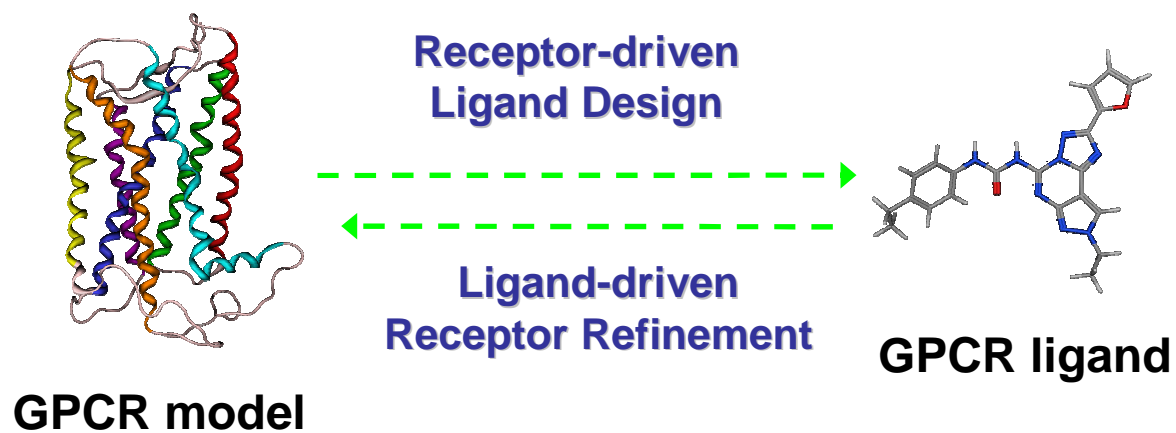 Receptor-driven
Ligand Design
Ligand-driven
Receptor Refinement
GPCR ligand
GPCR model